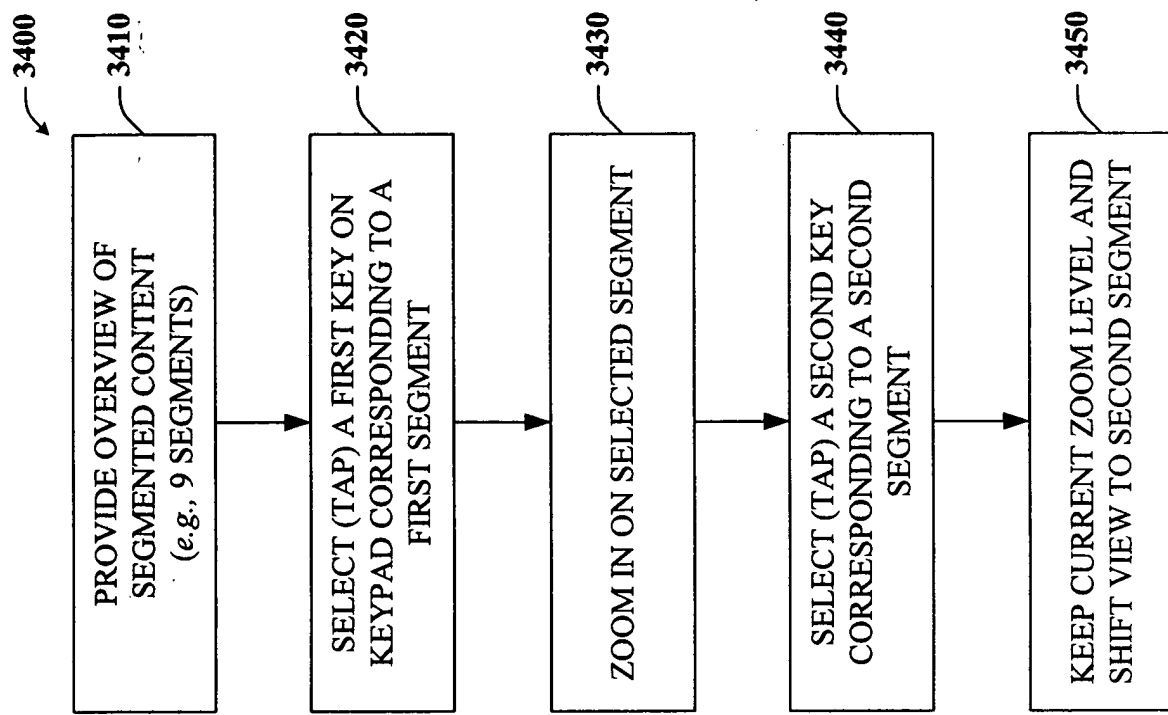 3400
3410
PROVIDE OVERVIEW OF
SEGMENTED CONTENT
(e.g., 9 SEGMENTS)
3420
SELECT (TAP) A FIRST KEY ON
KEYPAD CORRESPONDING TO A
FIRST SEGMENT
3430
ZOOM IN ON SELECTED SEGMENT
3440
SELECT (TAP) A SECOND KEY
CORRESPONDING TO A SECOND
SEGMENT
3450
KEEP CURRENT ZOOM LEVEL AND
SHIFT VIEW TO SECOND SEGMENT